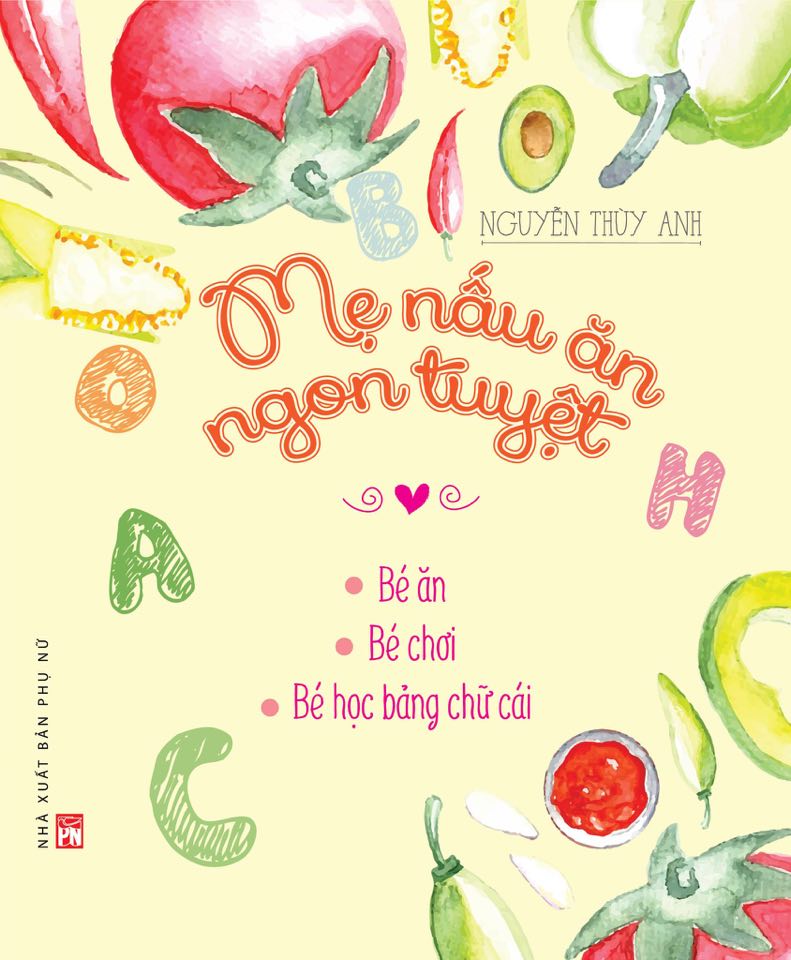 B
NGUYỄN THÙY ANH
Mẹ nấu ăn
ngon tuyệt
O
H
A
• Bé ăn
• Bé chơi
• Bé học bảng chữ cái
C
NHÀ XUẤT BẢN PHỤ NỮ
PN